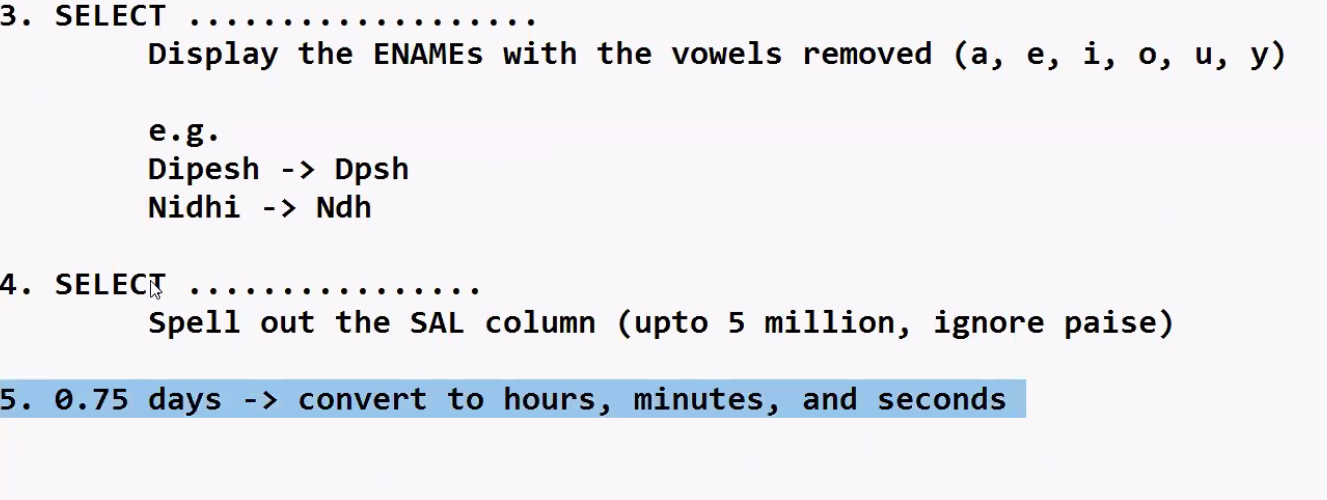 3. SELECT ...................
Display the ENAMEs with the vowels removed (a, e, i, o, u, y)
e.g.
Dipesh -> Dpsh
Nidhi -> Ndh
4. SELECT ................
Spell out the SAL column (upto 5 million, ignore paise)
5. 0.75 days -> convert to hours, minutes, and seconds